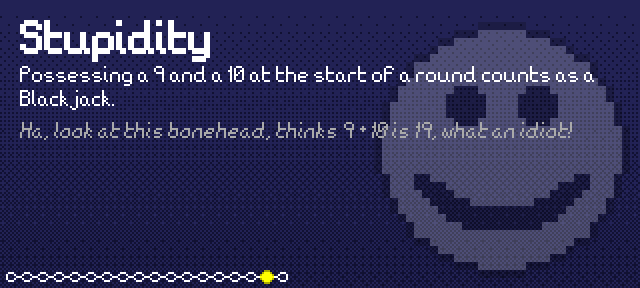 Stupidity
Possessing a 9 and a 10 at the start of a round counts as a
Blackjack.
Ha, look at this bonehead, thinks 9 + 10 is 19, what an idiot!